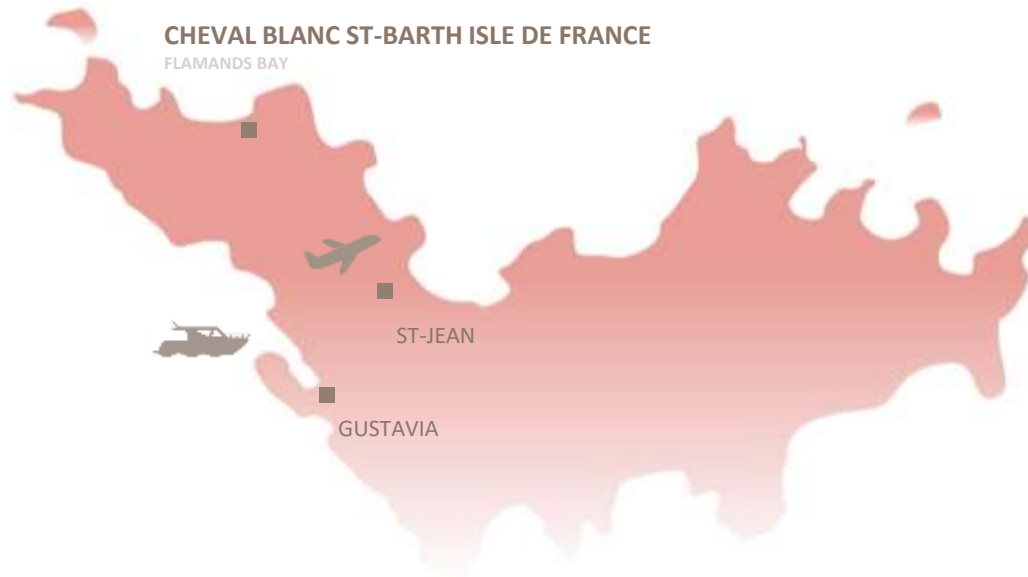 CHEVAL BLANC ST-BARTH ISLE DE FRANCE
FLAMANDS BAY
ST-JEAN
GUSTAVIA